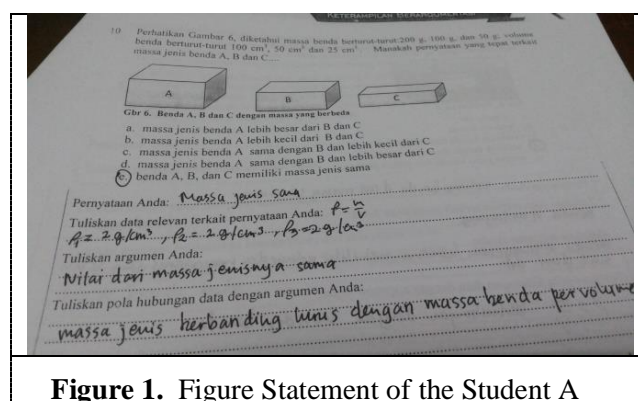 KETERAMPILAN BERARGUMENTASI
10 Perhatikan Gambar 6, diketahui massa benda berturut-turut 200 g, 100 g, dan 50 g, volume
benda berturut-turut 100 cm³, 50 cm³ dan 25 cm³. Manakah pernyataan yang tepat terkait
massa jenis benda A, B dan C....
A
B
C
Gbr 6. Benda A, B dan C dengan massa yang berbeda
a. massa jenis benda A lebih besar dari B dan C
b. massa jenis benda A lebih kecil dari B dan C
c. massa jenis benda A sama dengan B dan lebih kecil dari C
d. massa jenis benda A sama dengan B dan lebih besar dari C
e. benda A, B, dan C memiliki massa jenis sama
Pernyataan Anda: Massa jenis sama
Tuliskan data relevan terkait pernyataan Anda:
ρ1 = 2 g/cm³, ρ2 = 2 g/cm³, ρ3 = 2 g/cm³
Tuliskan argumen Anda:
Nilai dari massa jenisnya sama
Tuliskan pola hubungan data dengan argumen Anda:
massa jenis berbanding lurus dengan massa benda per volume
Figure 1. Figure Statement of the Student A